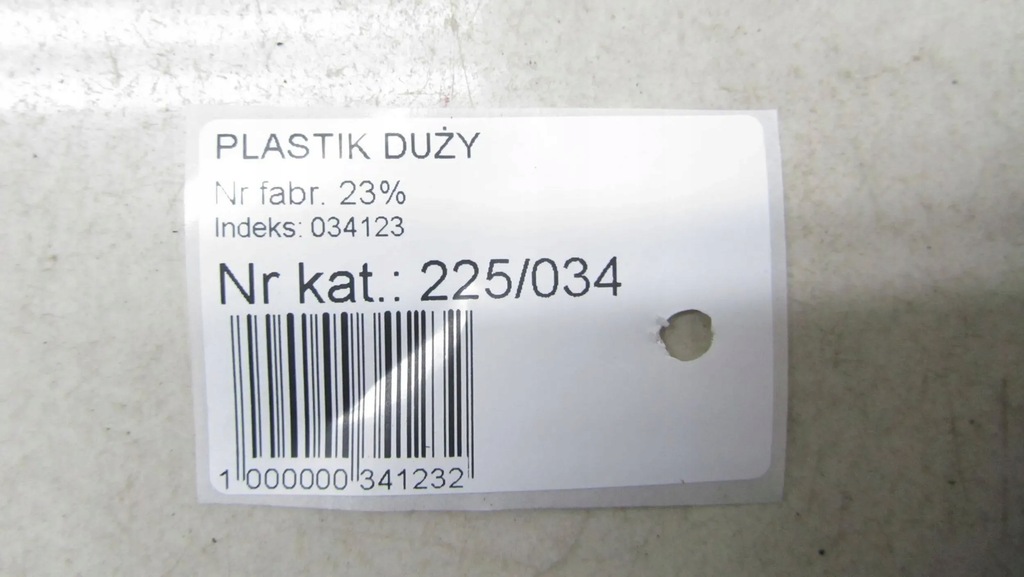 PLASTIK DUŻY
Nr fabr. 23%
Indeks: 034123
Nr kat.: 225/034
1 000000 341232